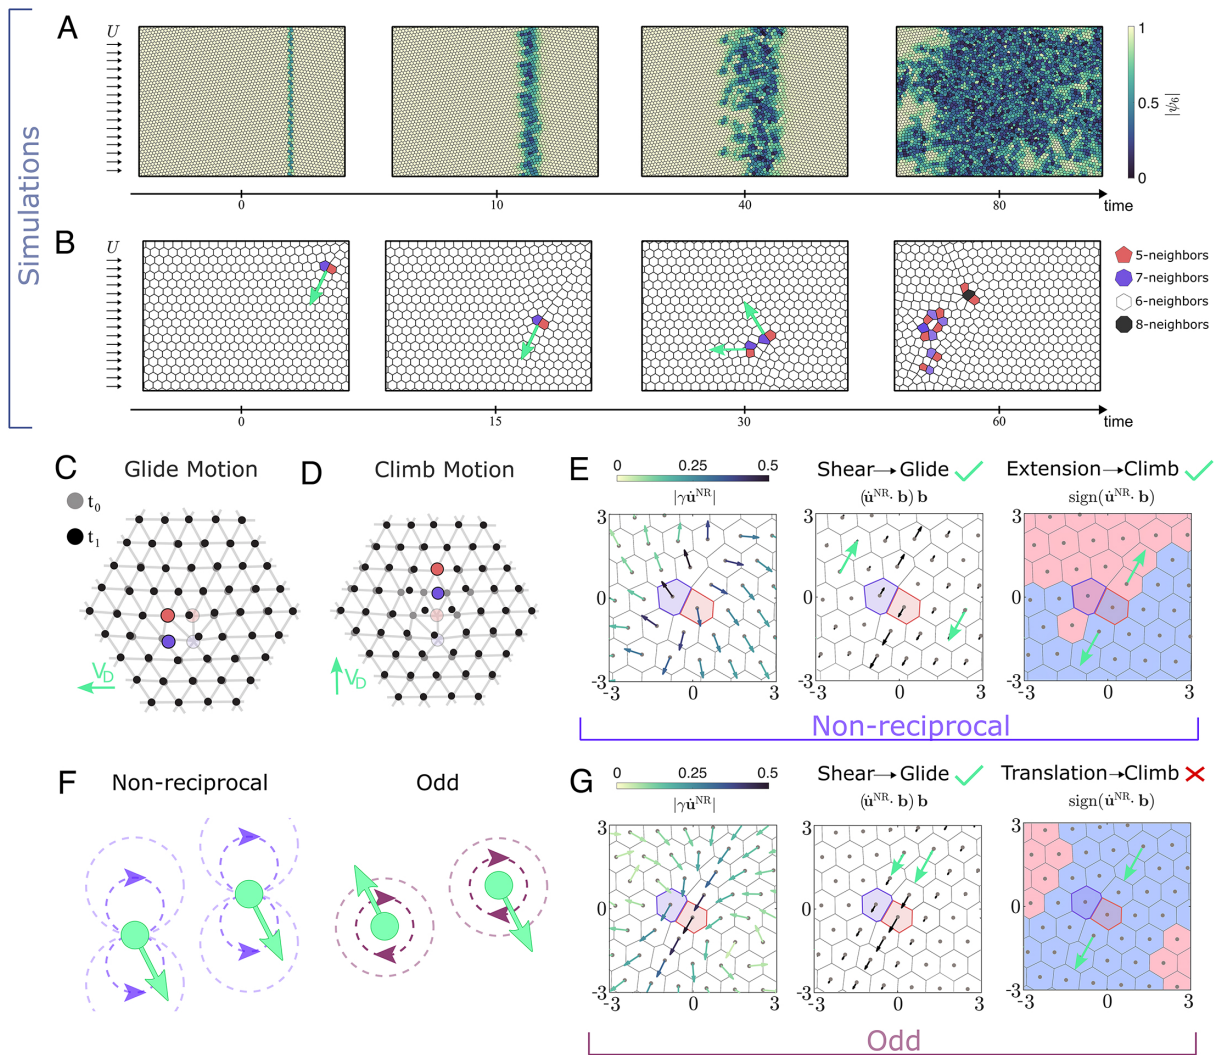 Simulations
A
U
1
0.5
0
|ψ₆|
0
10
40
80
time
B
U
5-neighbors
7-neighbors
6-neighbors
8-neighbors
0
15
30
60
time
C
Glide Motion
t₀
t₁
V_D
D
Climb Motion
V_D
E
0 0.25 0.5
|γu̇ᴺᴿ|
Shear→Glide ✓
(u̇ᴺᴿ· b) b
Extension→Climb ✓
sign(u̇ᴺᴿ· b)
3
0
-3
0
3
3
0
-3
-3
0
3
3
0
-3
-3
0
3
Non-reciprocal
F
Non-reciprocal
Odd
G
0 0.25 0.5
|γu̇ᴺᴿ|
Shear→Glide ✓
(u̇ᴺᴿ· b) b
Translation→Climb ✗
sign(u̇ᴺᴿ· b)
3
0
-3
-3
0
3
3
0
-3
-3
0
3
3
0
-3
-3
0
3
Odd